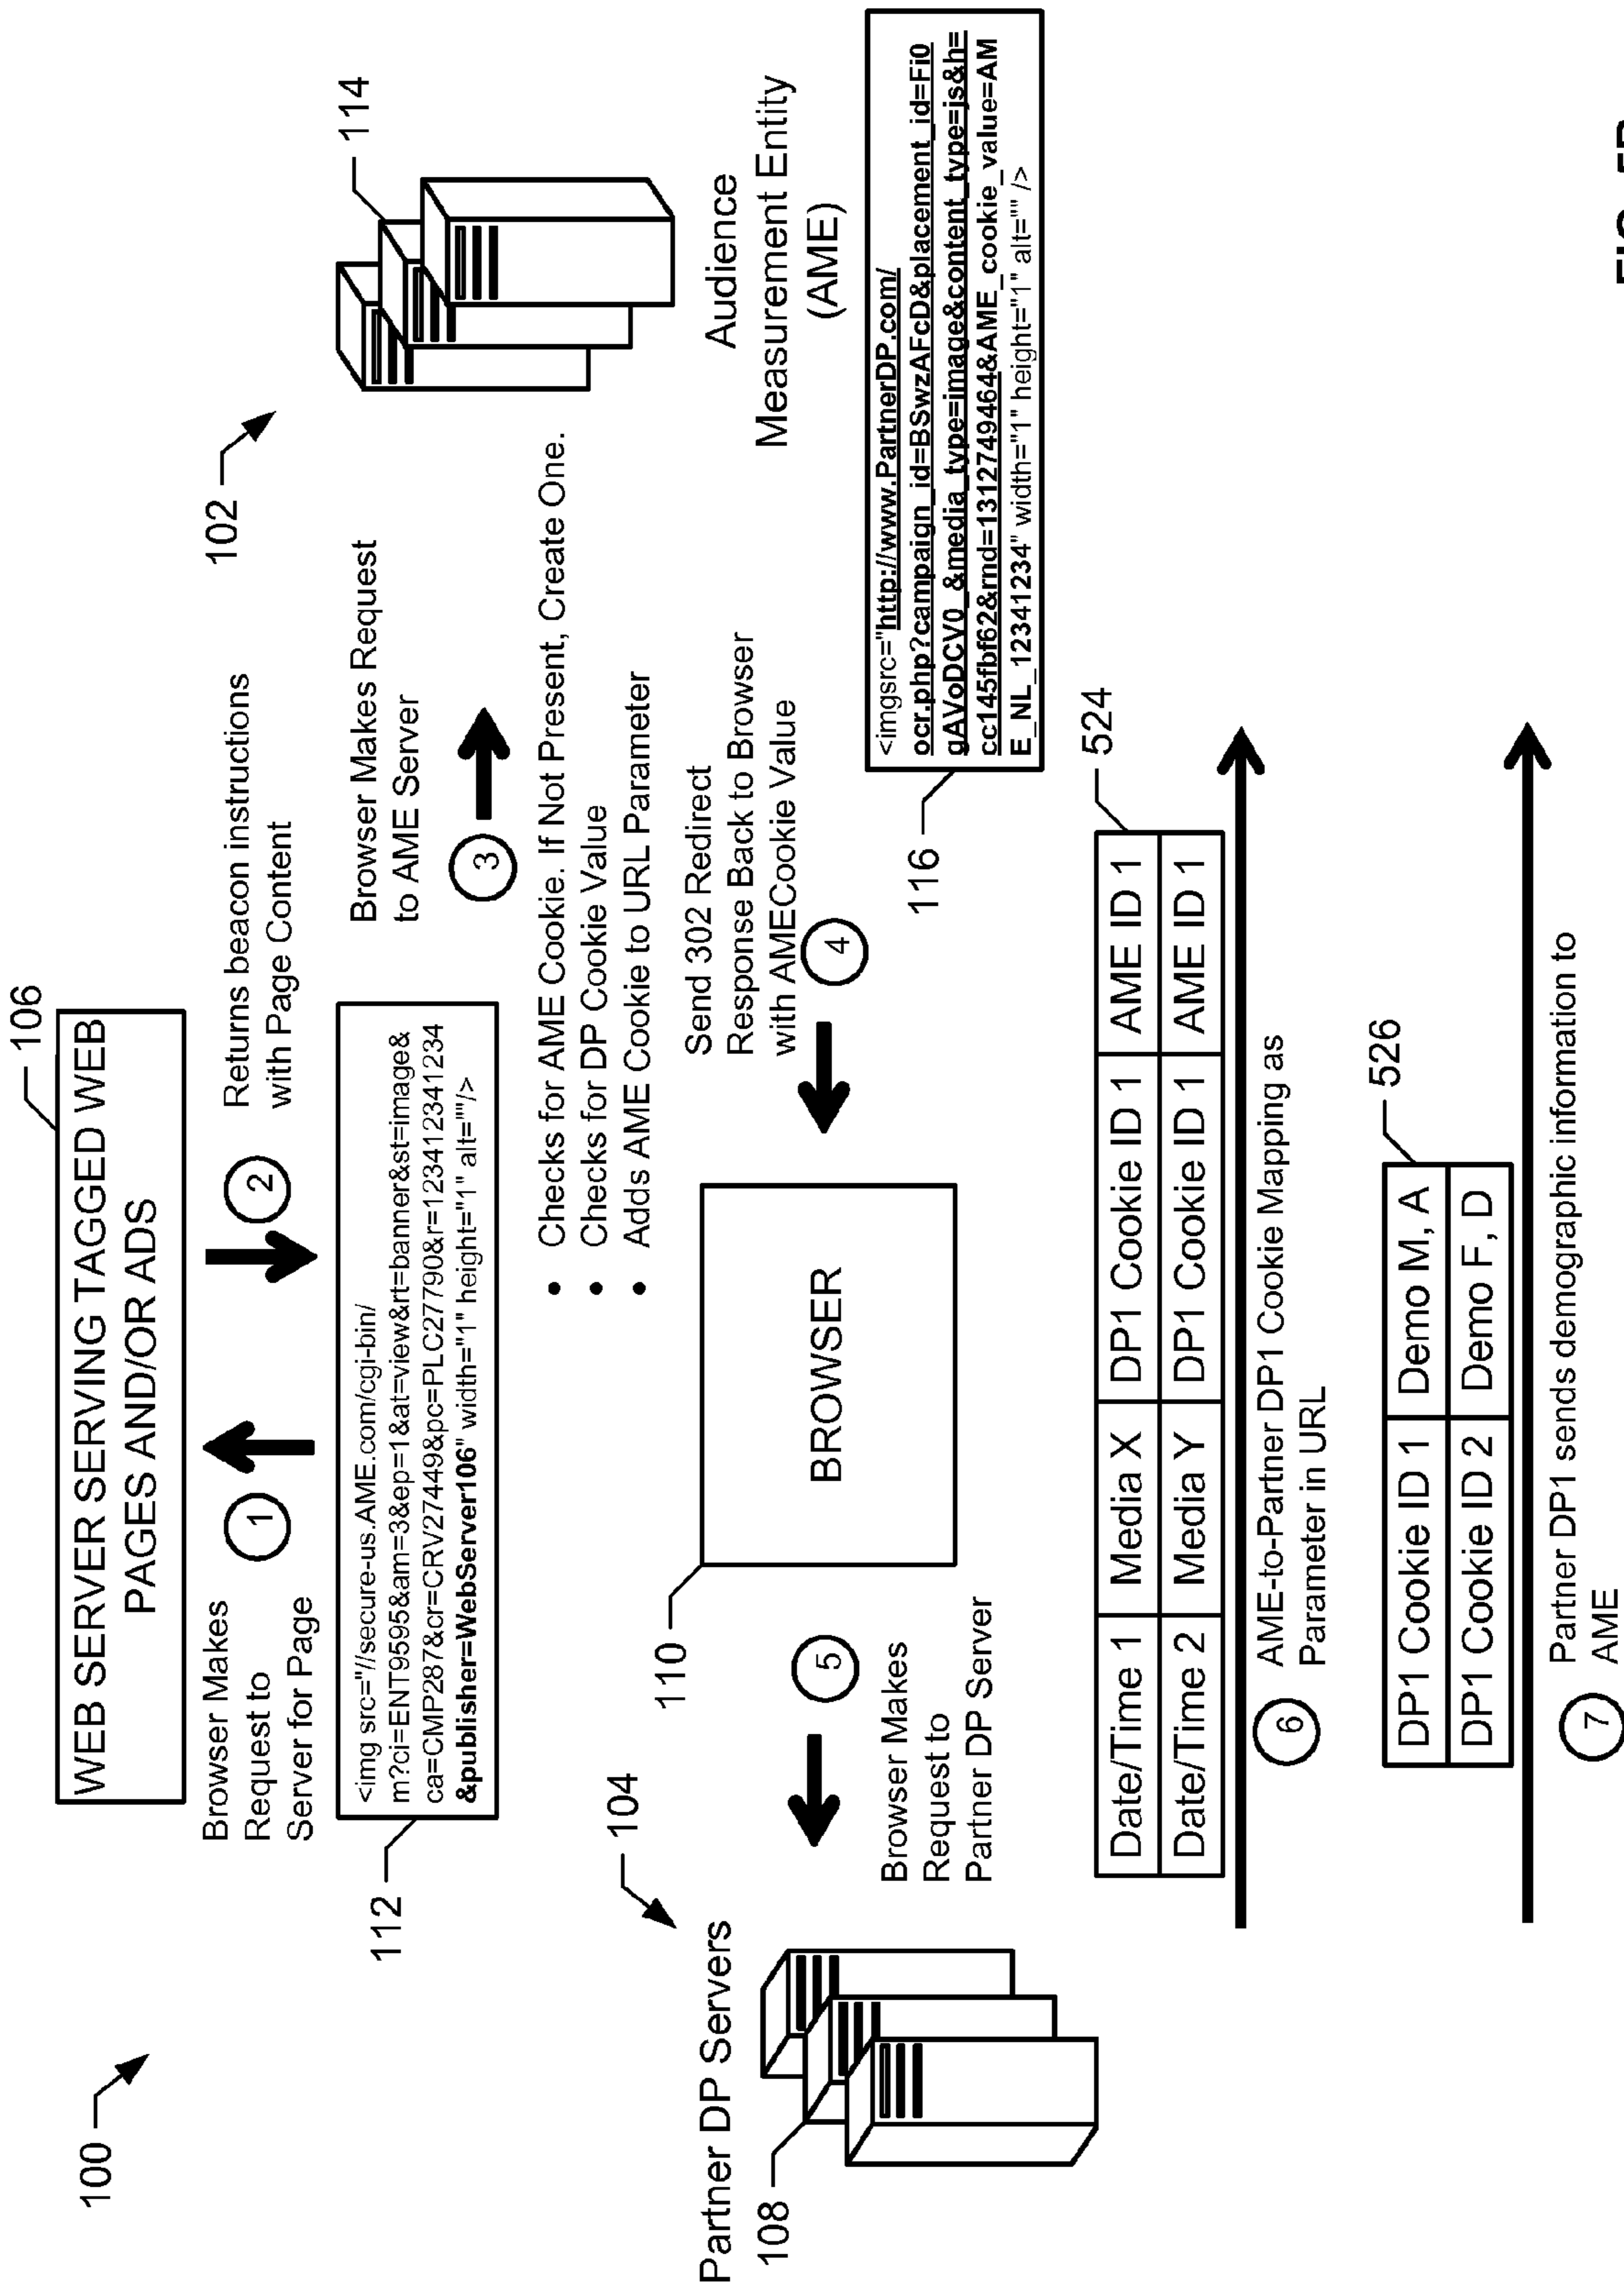 100
106
WEB SERVER SERVING TAGGED WEB
PAGES AND/OR ADS
Browser Makes
Request to
Server for Page
1
2
Returns beacon instructions
with Page Content
102
114
Audience
Measurement Entity
(AME)
112
<img src="//secure-us.AME.com/cgi-bin/
m?ci=ENT9595&am=3&ep=1&at=view&rt=banner&st=image&
ca=CMP287&cr=CRV27449&pc=PLC27790&r=12341212341234
&publisher=WebServer106" width="1" height="1" alt=""/>
Browser Makes Request
to AME Server
3
• Checks for AME Cookie. If Not Present, Create One.
• Checks for DP Cookie Value
• Adds AME Cookie to URL Parameter
Send 302 Redirect
Response Back to Browser
with AMECookie Value
4
116
<imgsrc="http://www.PartnerDP.com/
ocr.php?campaign_id=BSwzAFcD&placement_id=Fi0
gAVoDCV0_&media_type=image&content_type=js&h=
cc145fbf62&rnd=1312749464&AME_cookie_value=AM
E_NL_12341234" width="1" height="1" alt="" />
110
BROWSER
5
Browser Makes
Request to
Partner DP Server
104
Partner DP Servers
108
524
Date/Time 1 Media X DP1 Cookie ID 1 AME ID 1
Date/Time 2 Media Y DP1 Cookie ID 1 AME ID 1
6
AME-to-Partner DP1 Cookie Mapping as
Parameter in URL
526
DP1 Cookie ID 1 Demo M, A
DP1 Cookie ID 2 Demo F, D
7
Partner DP1 sends demographic information to
AME